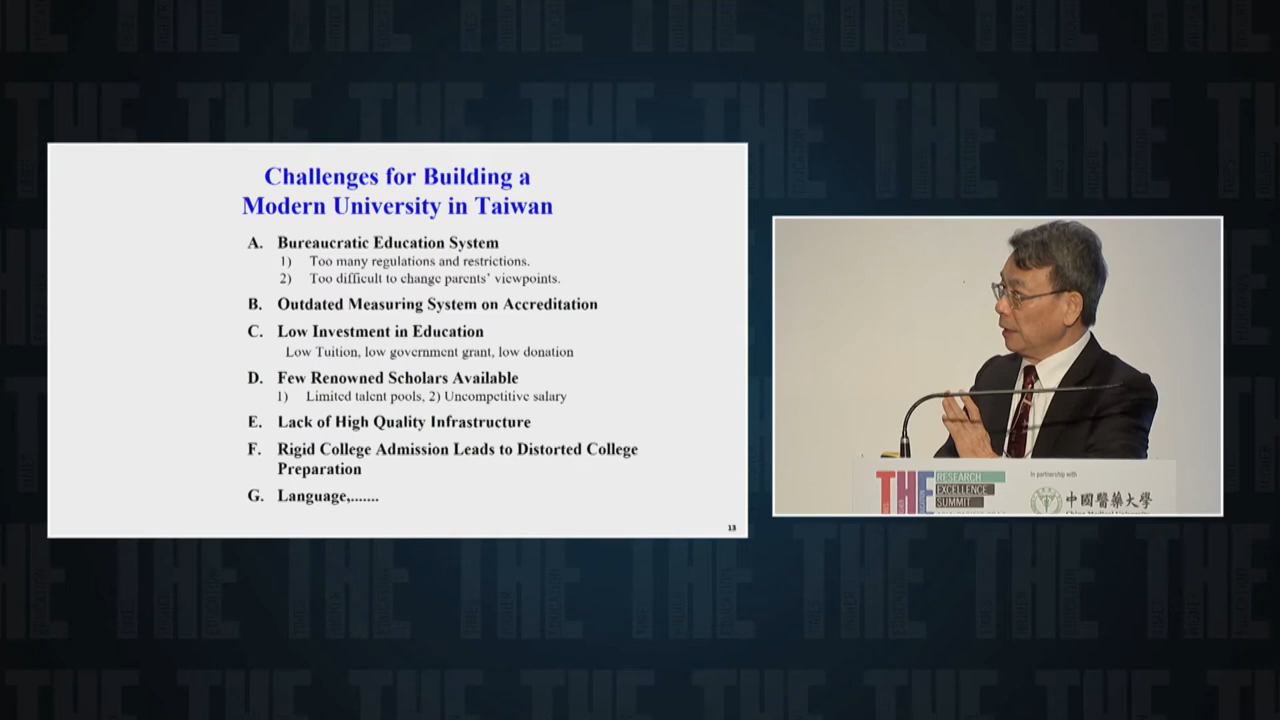 Challenges for Building a
Modern University in Taiwan
A. Bureaucratic Education System
1) Too many regulations and restrictions.
2) Too difficult to change parents' viewpoints.
B. Outdated Measuring System on Accreditation
C. Low Investment in Education
Low Tuition, low government grant, low donation
D. Few Renowned Scholars Available
1) Limited talent pools, 2) Uncompetitive salary
E. Lack of High Quality Infrastructure
F. Rigid College Admission Leads to Distorted College
Preparation
G. Language,.......
13
THE
RESEARCH
EXCELLENCE
SUMMIT
In partnership with
中國醫藥大學
China Medical University